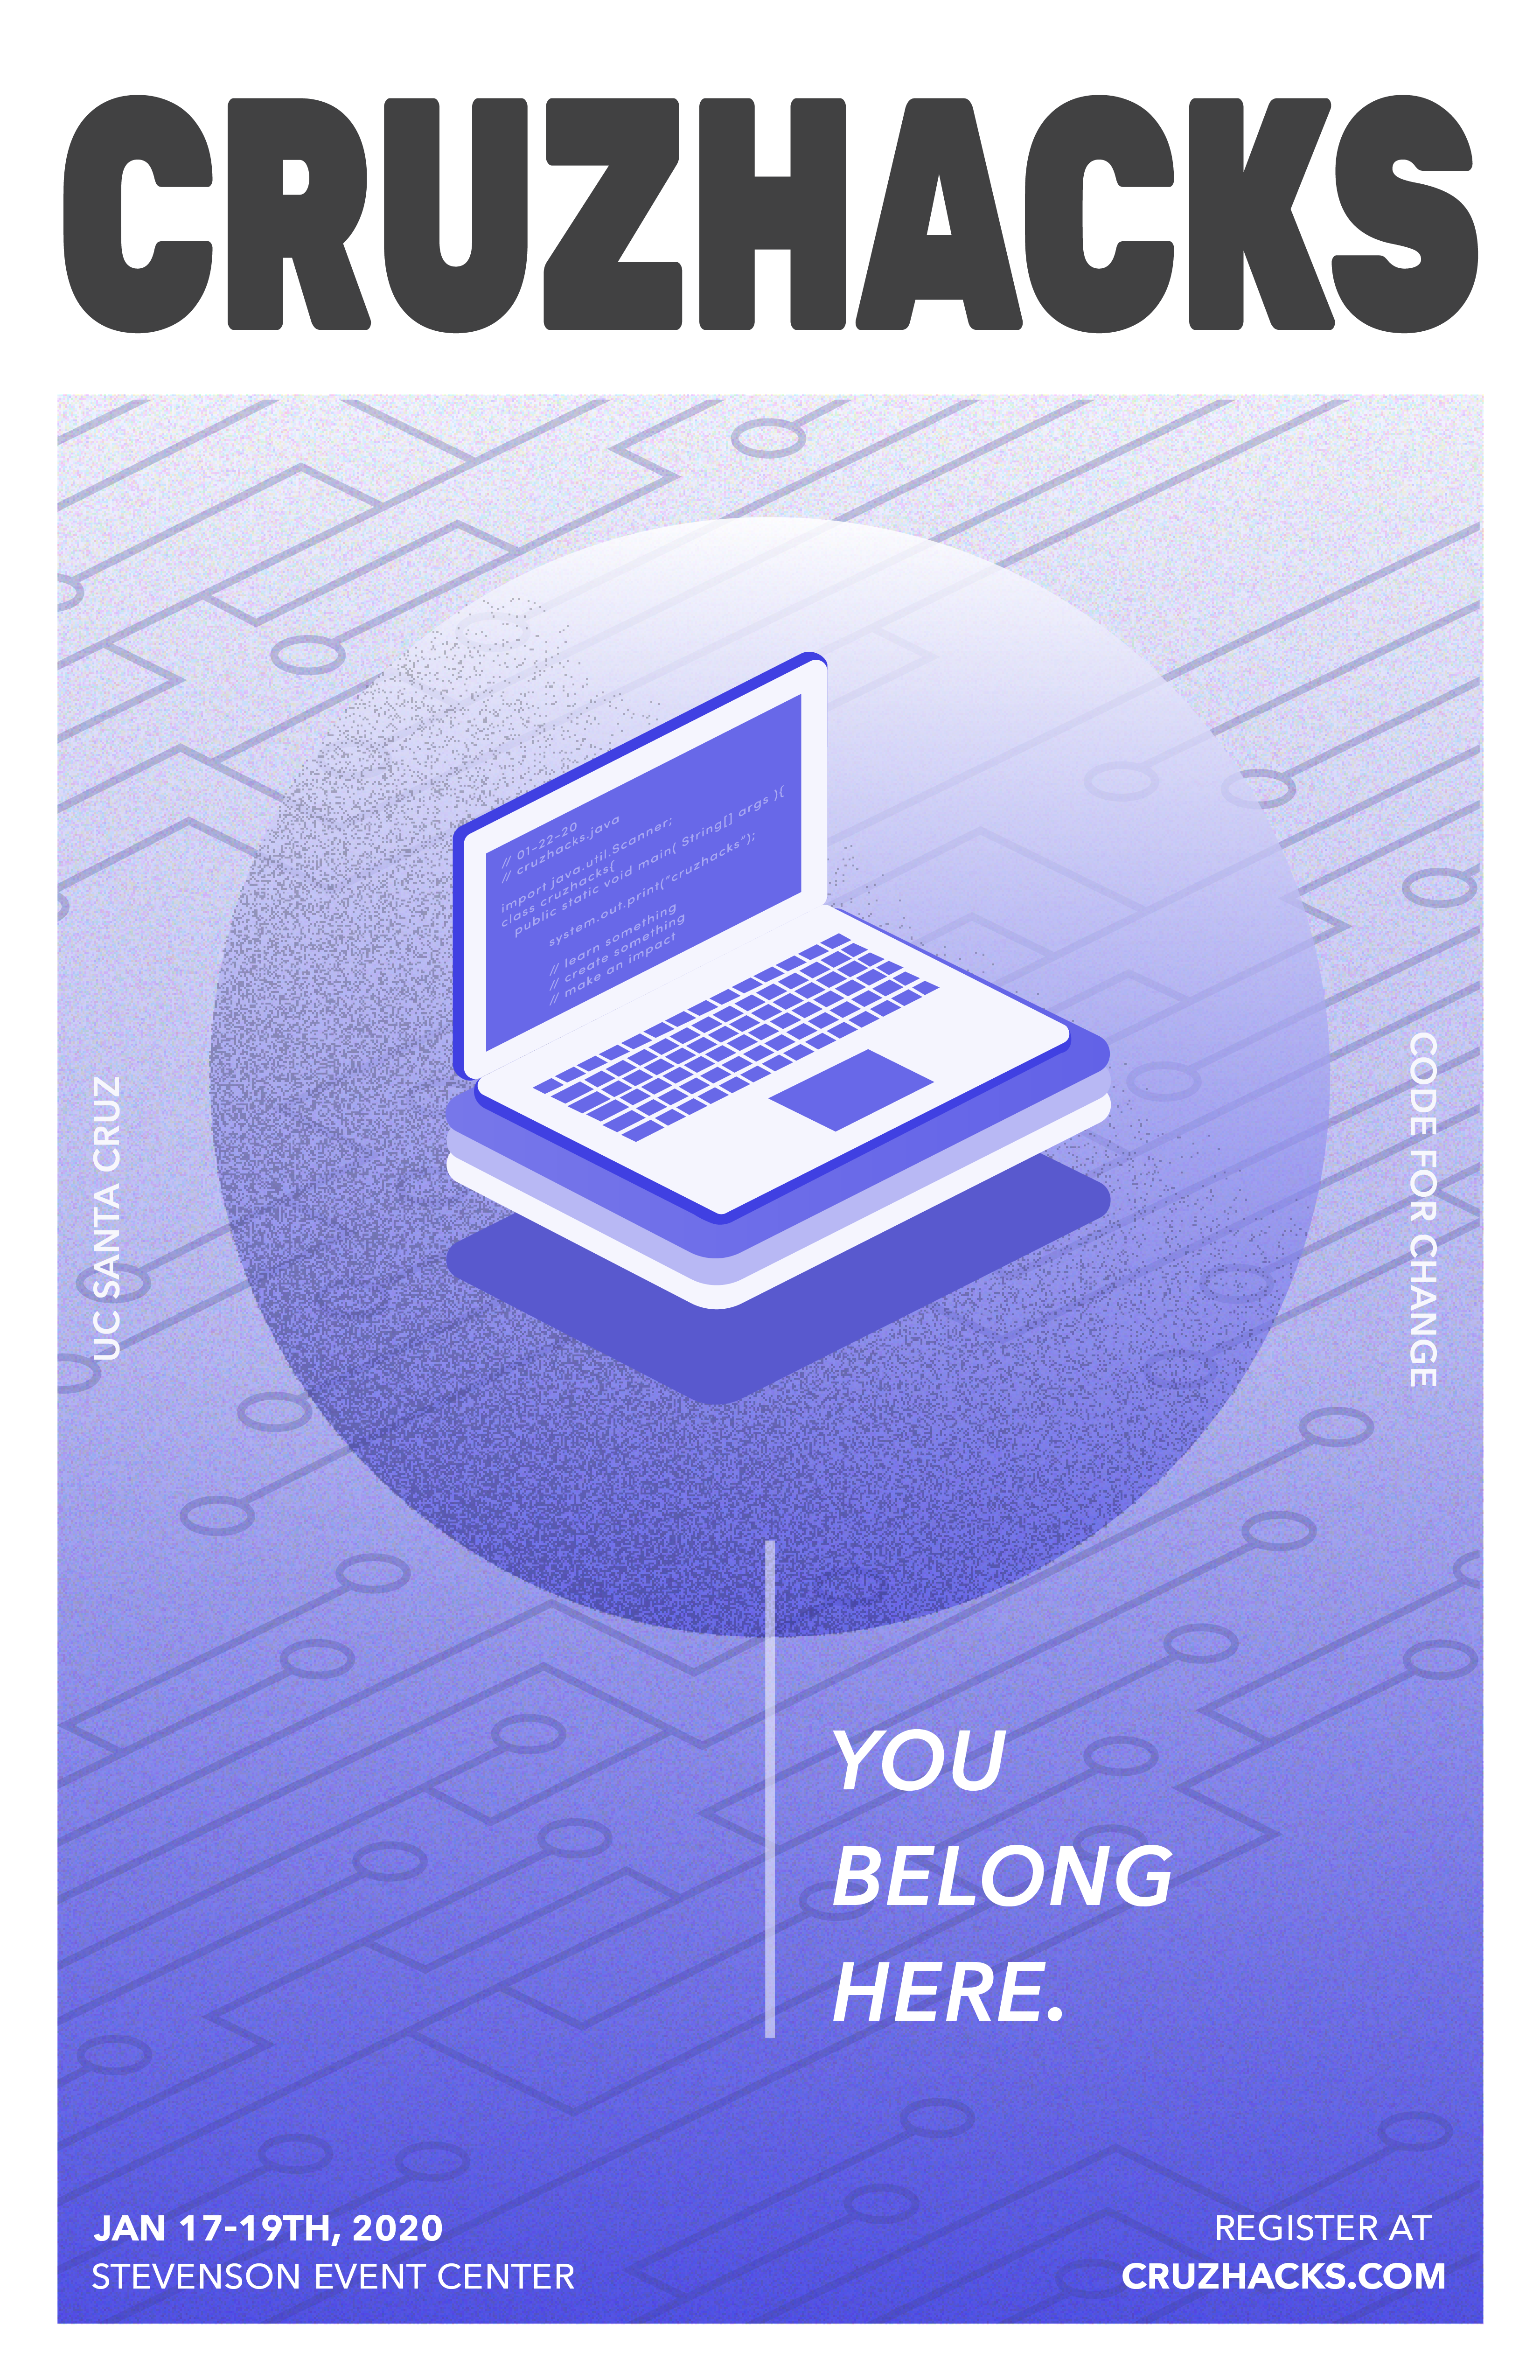 CRUZHACKS
// 01-22-20
// cruzhacks.java
import java.util.Scanner;
class cruzhacks{
public static void main( String[] args ){
system.out.print("cruzhacks");
// learn something
// create something
// make an impact
UC SANTA CRUZ
CODE FOR CHANGE
YOU
BELONG
HERE.
JAN 17-19TH, 2020
STEVENSON EVENT CENTER
REGISTER AT
CRUZHACKS.COM